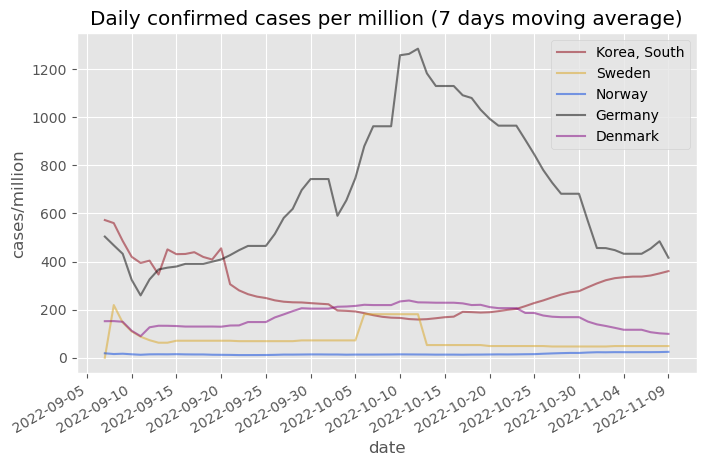 Daily confirmed cases per million (7 days moving average)
Korea, South
Sweden
Norway
Germany
Denmark
cases/million
1200
1000
800
600
400
200
0
2022-09-05
2022-09-10
2022-09-15
2022-09-20
2022-09-25
2022-09-30
2022-10-05
2022-10-10
2022-10-15
2022-10-20
2022-10-25
2022-10-30
2022-11-04
2022-11-09
date